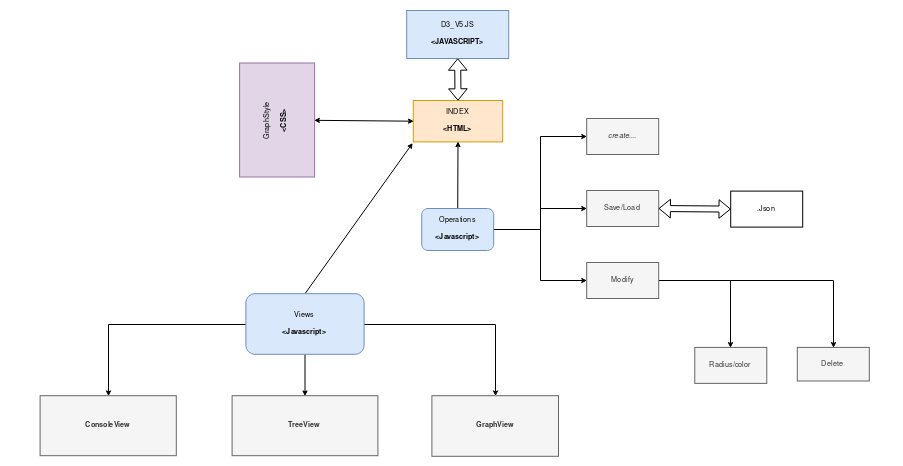 D3_V5.JS
<JAVASCRIPT>
GraphStyle
<CSS>
INDEX
<HTML>
create...
Save/Load
.Json
Operations
<Javascript>
Modify
Views
<Javascript>
Radius/color
Delete
ConsoleView
TreeView
GraphView